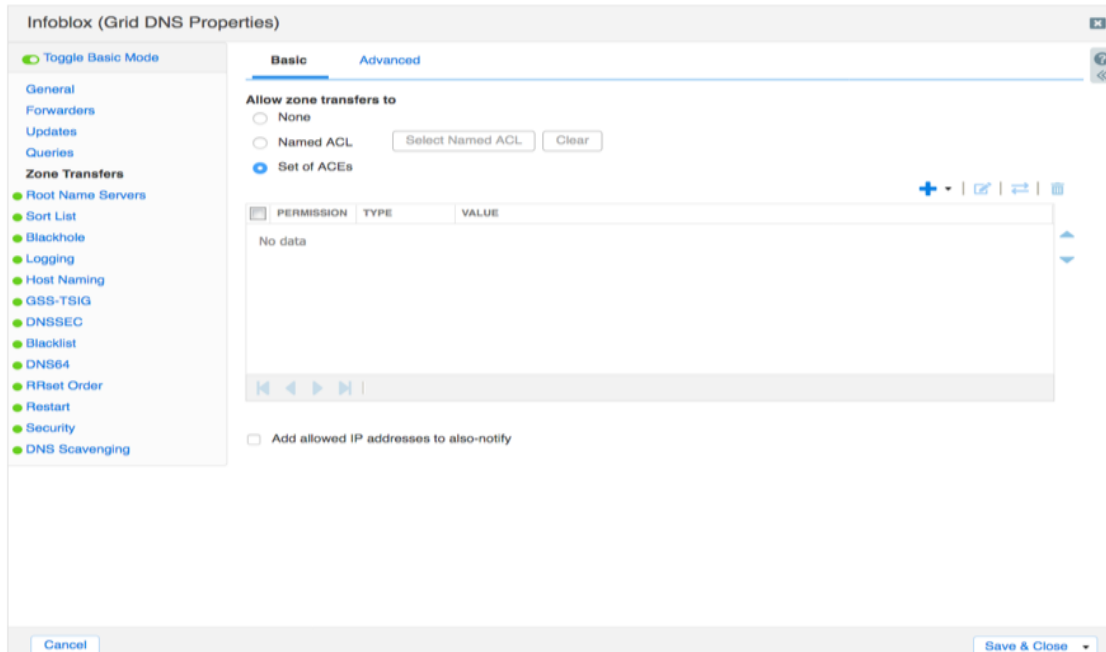 Infoblox (Grid DNS Properties)
Toggle Basic Mode
General
Forwarders
Updates
Queries
Zone Transfers
Root Name Servers
Sort List
Blackhole
Logging
Host Naming
GSS-TSIG
DNSSEC
Blacklist
DNS64
RRset Order
Restart
Security
DNS Scavenging
Basic Advanced
Allow zone transfers to
None
Named ACL Select Named ACL Clear
Set of ACEs
PERMISSION TYPE VALUE
No data
Add allowed IP addresses to also-notify
Cancel Save & Close